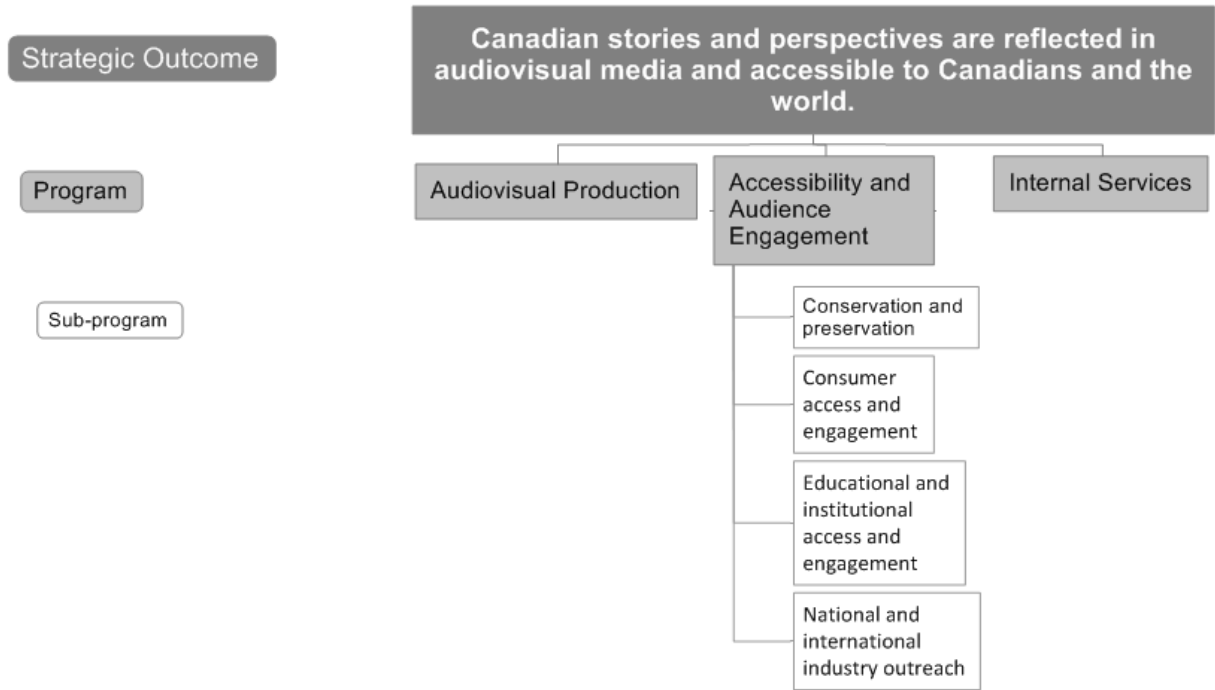 Strategic Outcome
Canadian stories and perspectives are reflected in
audiovisual media and accessible to Canadians and the
world.
Program
Audiovisual Production
Accessibility and
Audience
Engagement
Internal Services
Sub-program
Conservation and
preservation
Consumer
access and
engagement
Educational and
institutional
access and
engagement
National and
international
industry outreach